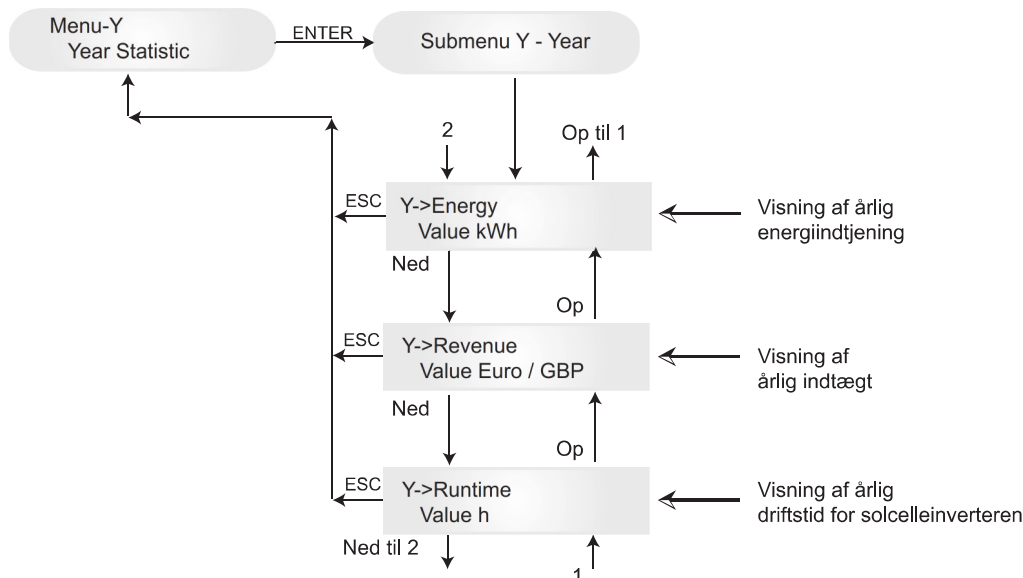 Menu-Y
Year Statistic
ENTER
Submenu Y - Year
2
Op til 1
ESC
Y->Energy
Value kWh
Visning af årlig
energiindtjening
Ned
Op
ESC
Y->Revenue
Value Euro / GBP
Visning af
årlig indtægt
Ned
Op
ESC
Y->Runtime
Value h
Visning af årlig
driftstid for solcelleinverteren
Ned til 2
1